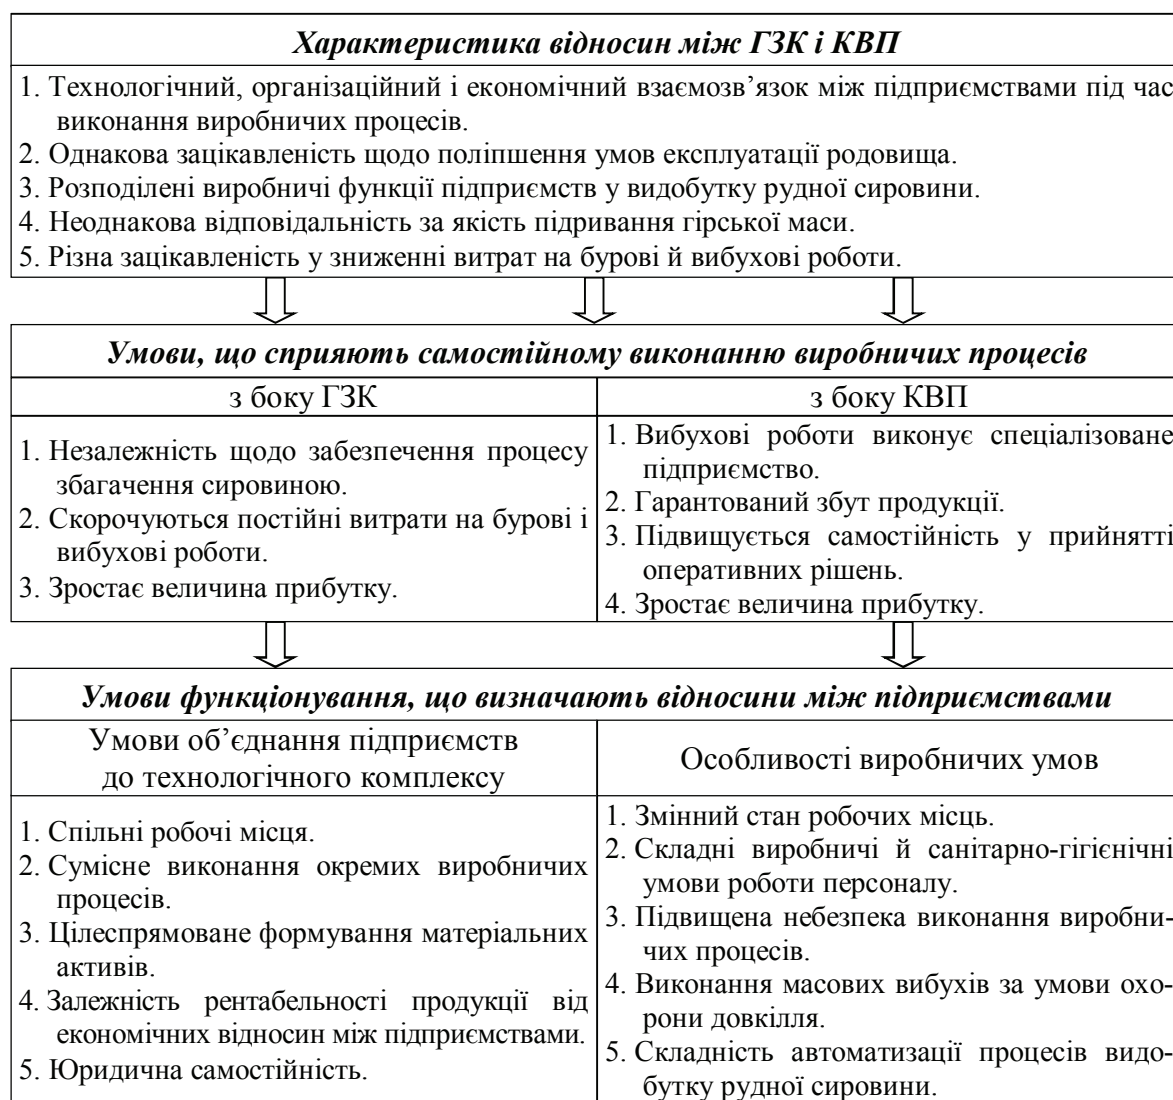 Характеристика відносин між ГЗК і КВП
1. Технологічний, організаційний і економічний взаємозв’язок між підприємствами під час
виконання виробничих процесів.
2. Однакова зацікавленість щодо поліпшення умов експлуатації родовища.
3. Розподілені виробничі функції підприємств у видобутку рудної сировини.
4. Неоднакова відповідальність за якість підривання гірської маси.
5. Різна зацікавленість у зниженні витрат на бурові й вибухові роботи.
Умови, що сприяють самостійному виконанню виробничих процесів
з боку ГЗК
1. Незалежність щодо забезпечення процесу
збагачення сировиною.
2. Скорочуються постійні витрати на бурові і
вибухові роботи.
3. Зростає величина прибутку.
з боку КВП
1. Вибухові роботи виконує спеціалізоване
підприємство.
2. Гарантований збут продукції.
3. Підвищується самостійність у прийнятті
оперативних рішень.
4. Зростає величина прибутку.
Умови функціонування, що визначають відносини між підприємствами
Умови об’єднання підприємств
до технологічного комплексу
1. Спільні робочі місця.
2. Сумісне виконання окремих виробничих
процесів.
3. Цілеспрямоване формування матеріальних
активів.
4. Залежність рентабельності продукції від
економічних відносин між підприємствами.
5. Юридична самостійність.
Особливості виробничих умов
1. Змінний стан робочих місць.
2. Складні виробничі й санітарно-гігієнічні
умови роботи персоналу.
3. Підвищена небезпека виконання виробни-
чих процесів.
4. Виконання масових вибухів за умови охо-
рони довкілля.
5. Складність автоматизації процесів видо-
бутку рудної сировини.